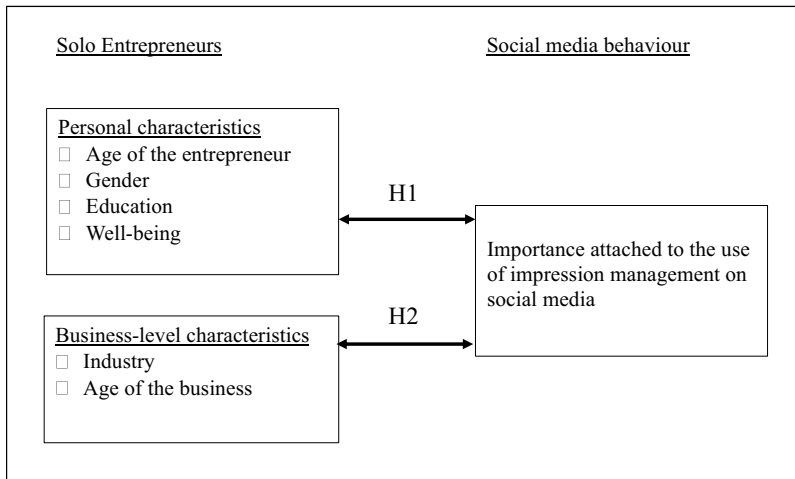 Solo Entrepreneurs
Social media behaviour
Personal characteristics
Age of the entrepreneur
Gender
Education
Well-being
H1
Importance attached to the use
of impression management on
social media
H2
Business-level characteristics
Industry
Age of the business